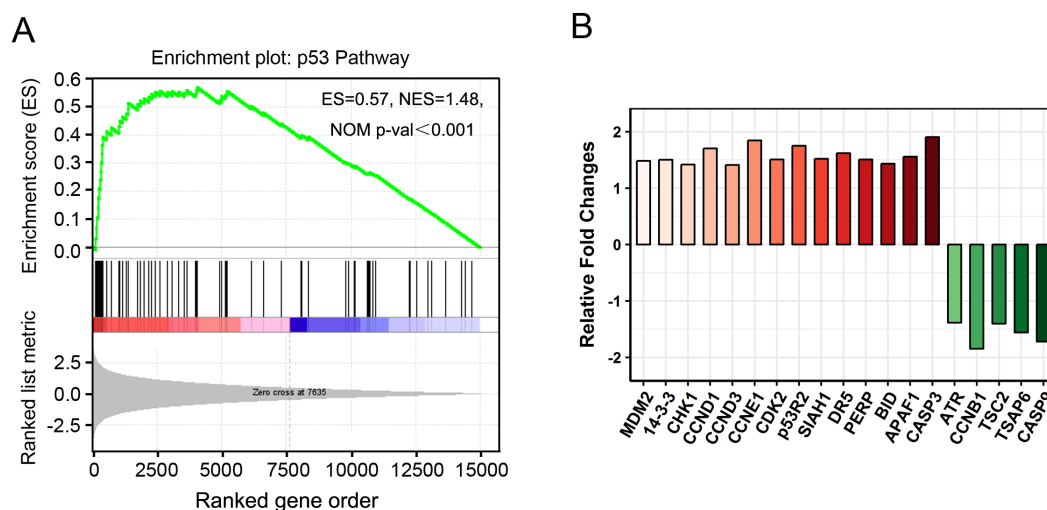 A
Enrichment plot: p53 Pathway
Enrichment score (ES)
0.6
0.5
0.4
0.3
0.2
0.1
0.0
ES=0.57, NES=1.48,
NOM p-val<0.001
Ranked list metric
2.5
0.0
-2.5
Zero cross at 7635
0 2500 5000 7500 10000 12500 15000
Ranked gene order
B
Relative Fold Changes
2
1
0
-1
-2
MDM2
14-3-3
CHK1
CCND1
CCND3
CCNE1
CDK2
p53R2
SIAH1
DR5
PERP
BID
APAF1
CASP3
ATR
CCNB1
TSC2
TSAP6
CASP9